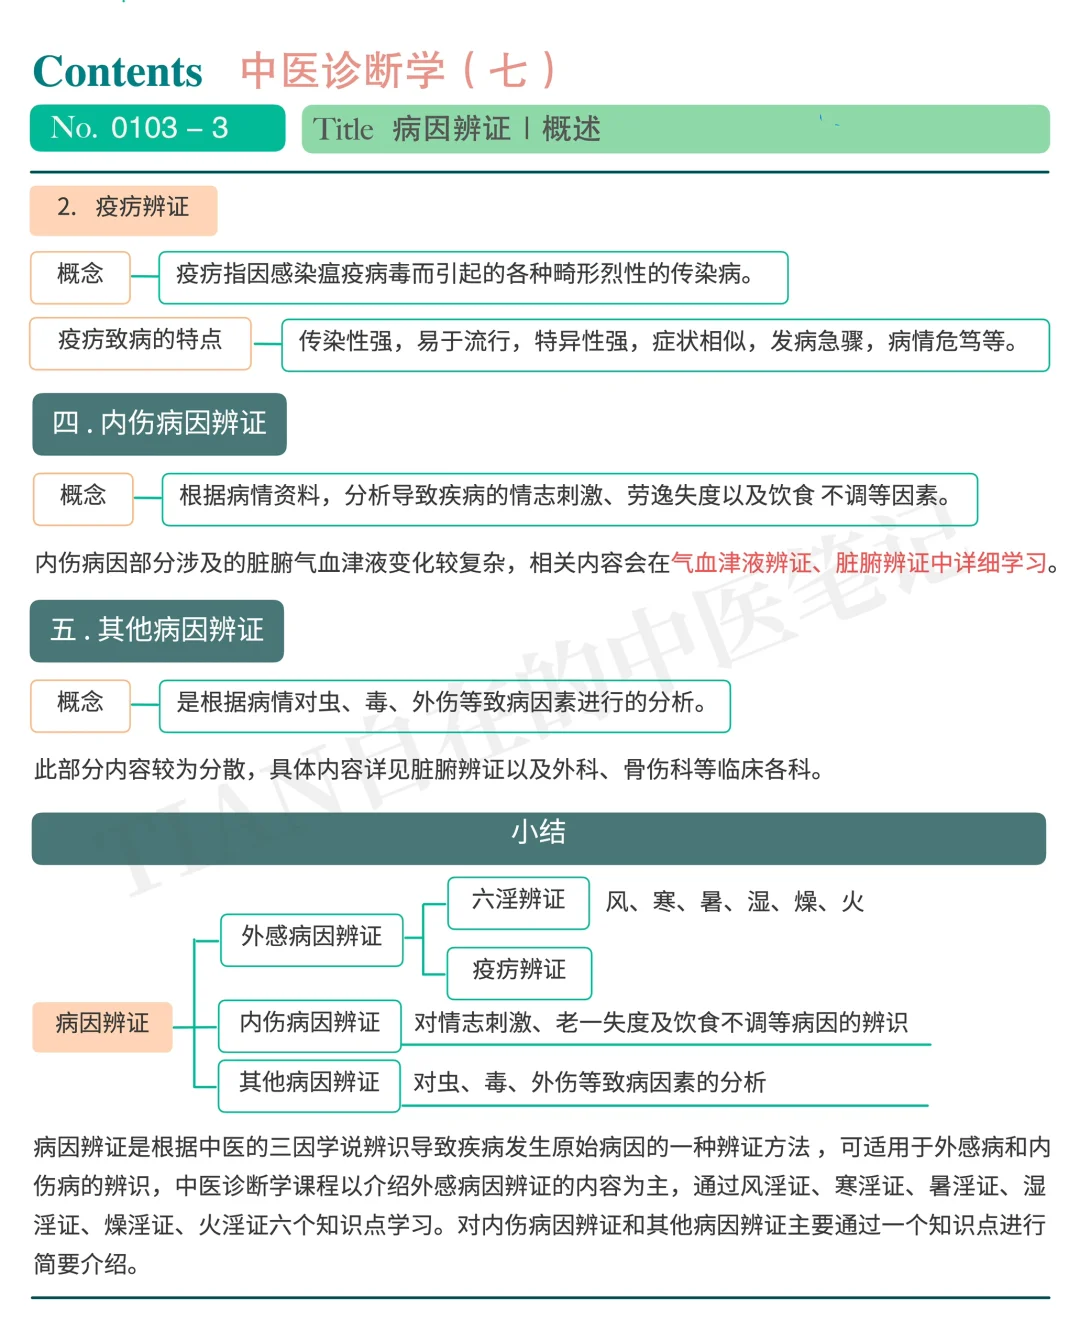 Contents 中医诊断学（七）
No. 0103 – 3
Title 病因辨证 | 概述
2. 疫疠辨证
概念
疫疠指因感染瘟疫病毒而引起的各种畸形烈性的传染病。
疫疠致病的特点
传染性强，易于流行，特异性强，症状相似，发病急骤，病情危笃等。
四 . 内伤病因辨证
概念
根据病情资料，分析导致疾病的情志刺激、劳逸失度以及饮食 不调等因素。
内伤病因部分涉及的脏腑气血津液变化较复杂，相关内容会在气血津液辨证、脏腑辨证中详细学习。
五 . 其他病因辨证
概念
是根据病情对虫、毒、外伤等致病因素进行的分析。
此部分内容较为分散，具体内容详见脏腑辨证以及外科、骨伤科等临床各科。
TIAN自在的中医笔记
小结
病因辨证
外感病因辨证
六淫辨证
风、寒、暑、湿、燥、火
疫疠辨证
内伤病因辨证
对情志刺激、老一失度及饮食不调等病因的辨识
其他病因辨证
对虫、毒、外伤等致病因素的分析
病因辨证是根据中医的三因学说辨识导致疾病发生原始病因的一种辨证方法 ，可适用于外感病和内
伤病的辨识，中医诊断学课程以介绍外感病因辨证的内容为主，通过风淫证、寒淫证、暑淫证、湿
淫证、燥淫证、火淫证六个知识点学习。对内伤病因辨证和其他病因辨证主要通过一个知识点进行
简要介绍。